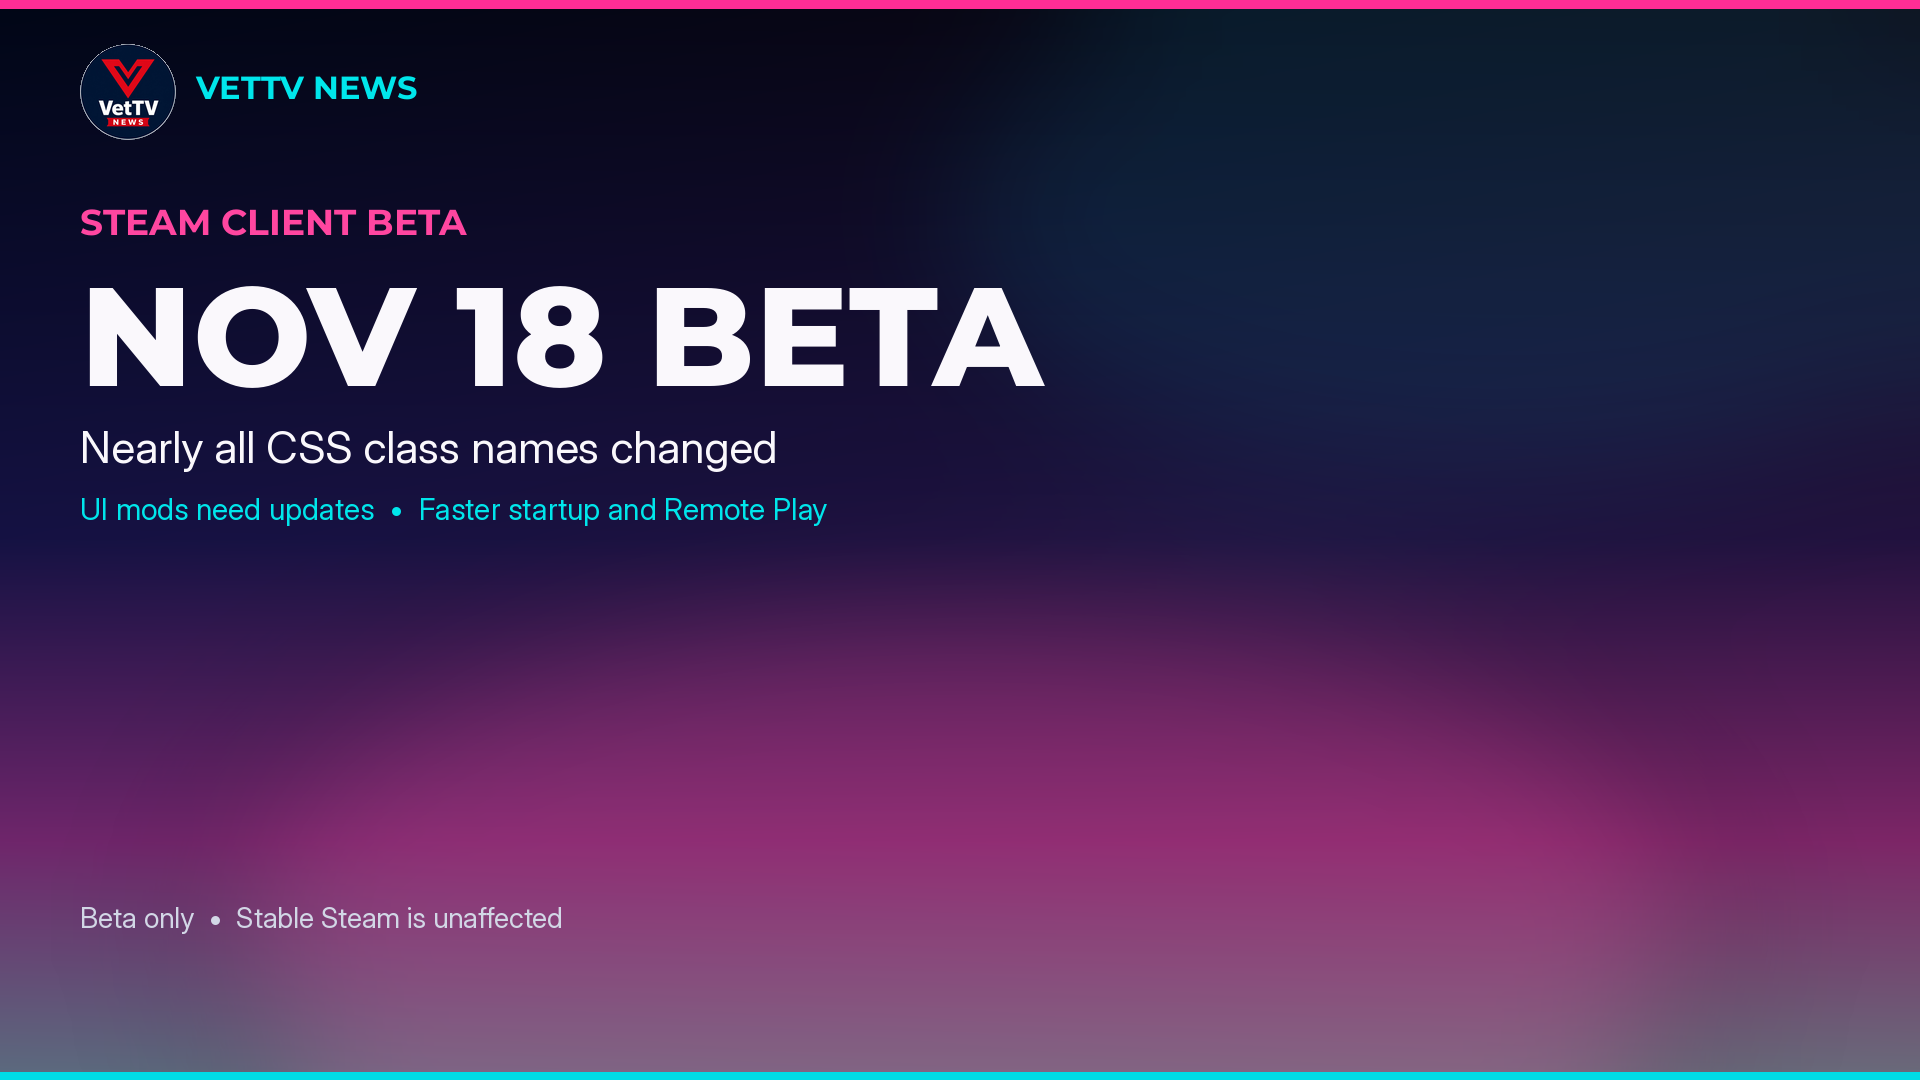 VetTV
NEWS
VETTV NEWS
STEAM CLIENT BETA
NOV 18 BETA
Nearly all CSS class names changed
UI mods need updates • Faster startup and Remote Play
Beta only • Stable Steam is unaffected